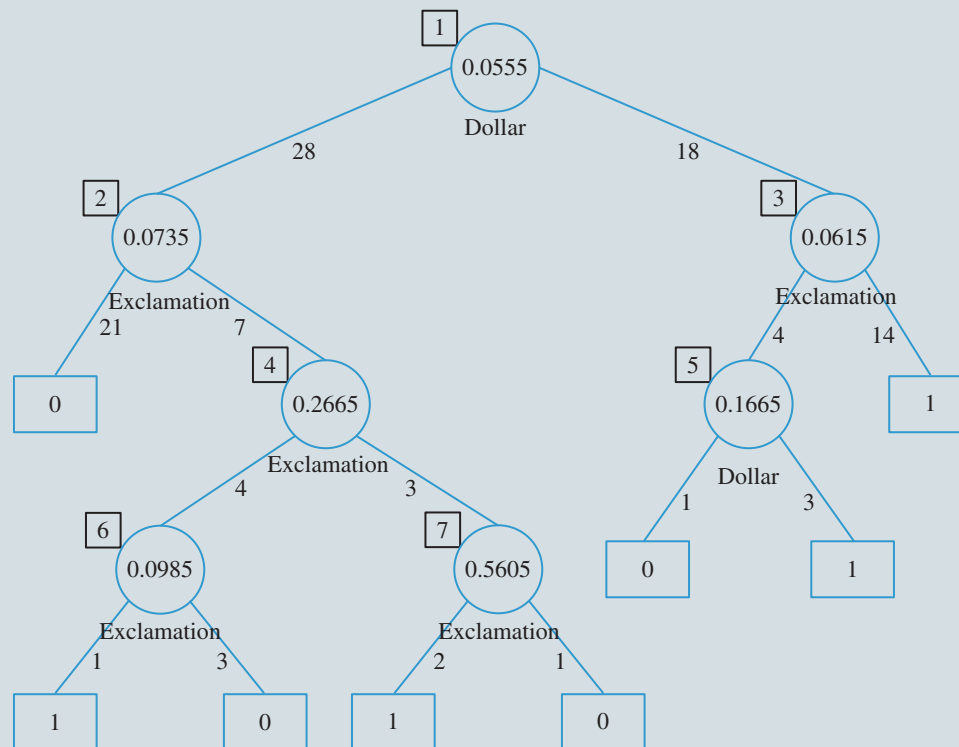 1
0.0555
Dollar
28 18
2 3
0.0735 0.0615
Exclamation Exclamation
21 7 4 14
4 5
0 0.2665 0.1665 1
Exclamation Dollar
4 3 1 3
6 7
0.0985 0.5605 0 1
Exclamation Exclamation
1 3 2 1
1 0 1 0